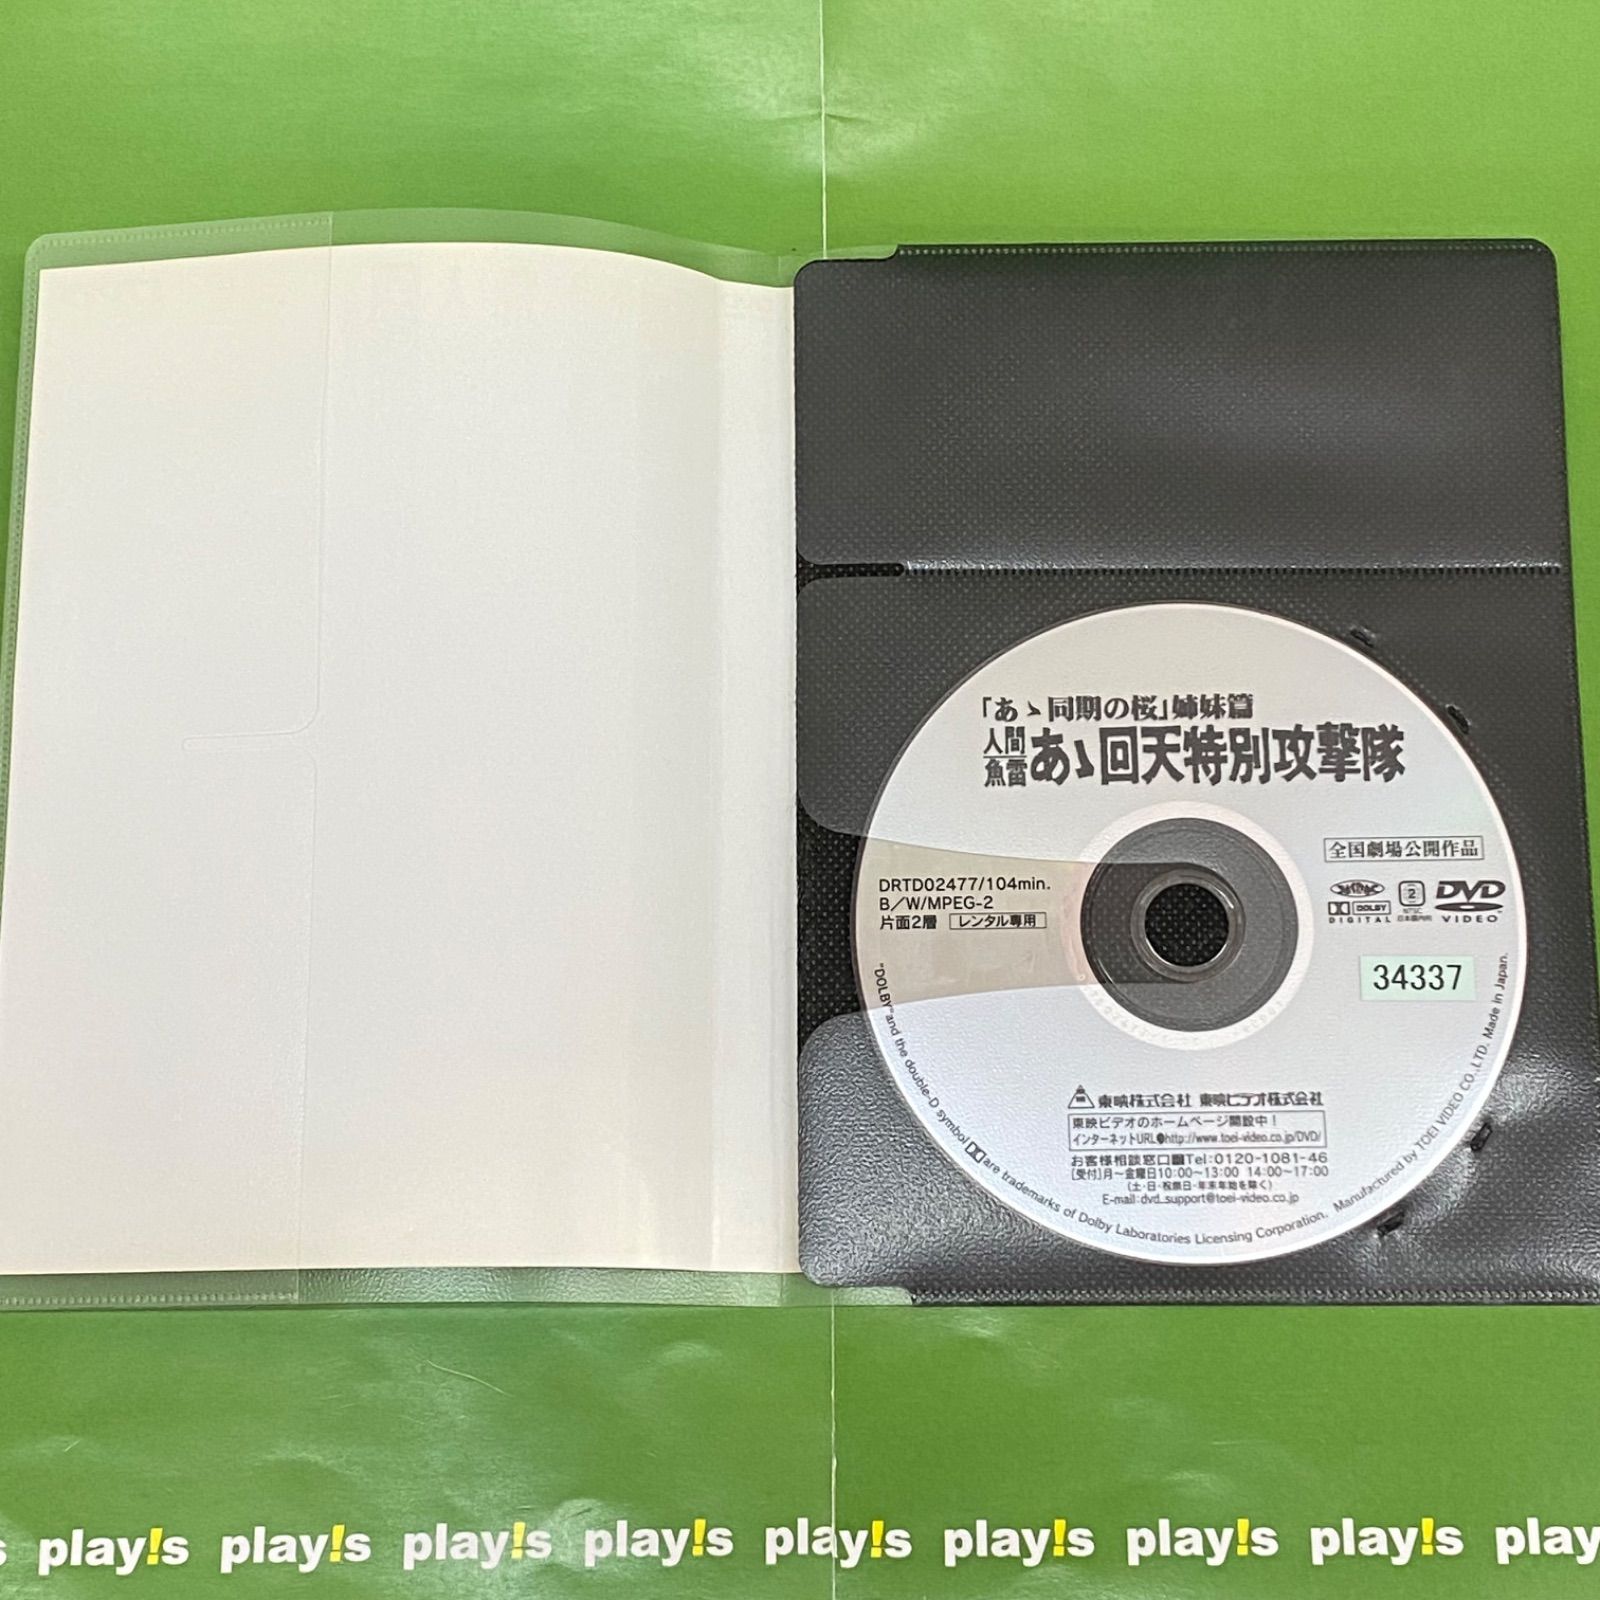 「あゝ同期の桜」姉妹篇
人間魚雷 あゝ回天特別攻撃隊
全国劇場公開作品
DRTD02477/104min.
B/W/MPEG-2
片面2層 レンタル専用
DOLBY
DIGITAL
2
NTSC
日本国内向
DVD
VIDEO
34337
東映株式会社 東映ビデオ株式会社
東映ビデオのホームページ開設中!
インターネットURL●http://www.toei-video.co.jp/DVD/
お客様相談窓口■Tel:0120-1081-46
[受付]月~金曜日10:00~13:00 14:00~17:00
(土・日・祝祭日・年末年始を除く)
E-mail:dvd_support@toei-video.co.jp
"DOLBY"and the double-D symbol are trademarks of Dolby Laboratories Licensing Corporation. Manufactured by TOEI VIDEO CO.,LTD. Made in Japan.
s play!s play!s play!s play!s play!s play!s play!s play!s play!